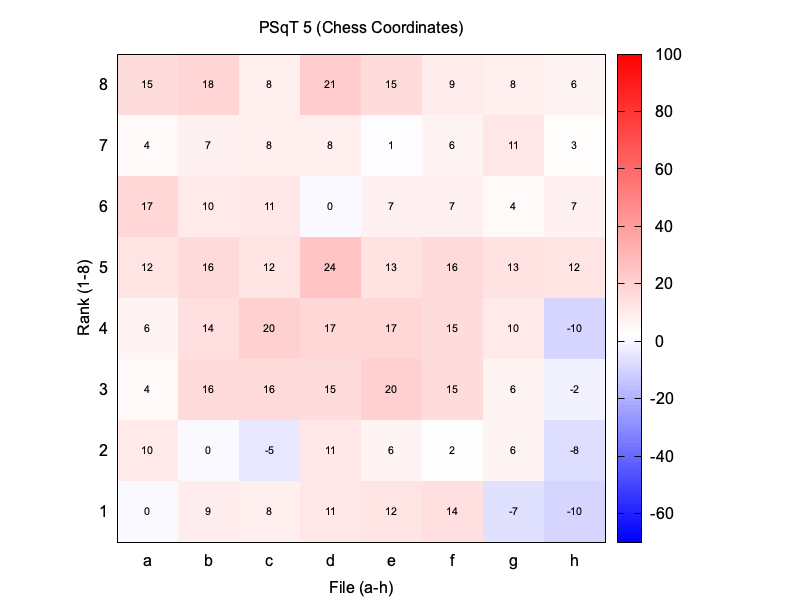 PSqT 5 (Chess Coordinates)
100
8 15 18 8 21 15 9 8 6
80
7 4 7 8 8 1 6 11 3
60
6 17 10 11 0 7 7 4 7
40
5 12 16 12 24 13 16 13 12
20
Rank (1-8)
4 6 14 20 17 17 15 10 -10
0
3 4 16 16 15 20 15 6 -2
-20
2 10 0 -5 11 6 2 6 -8
-40
1 0 9 8 11 12 14 -7 -10
-60
a b c d e f g h
File (a-h)